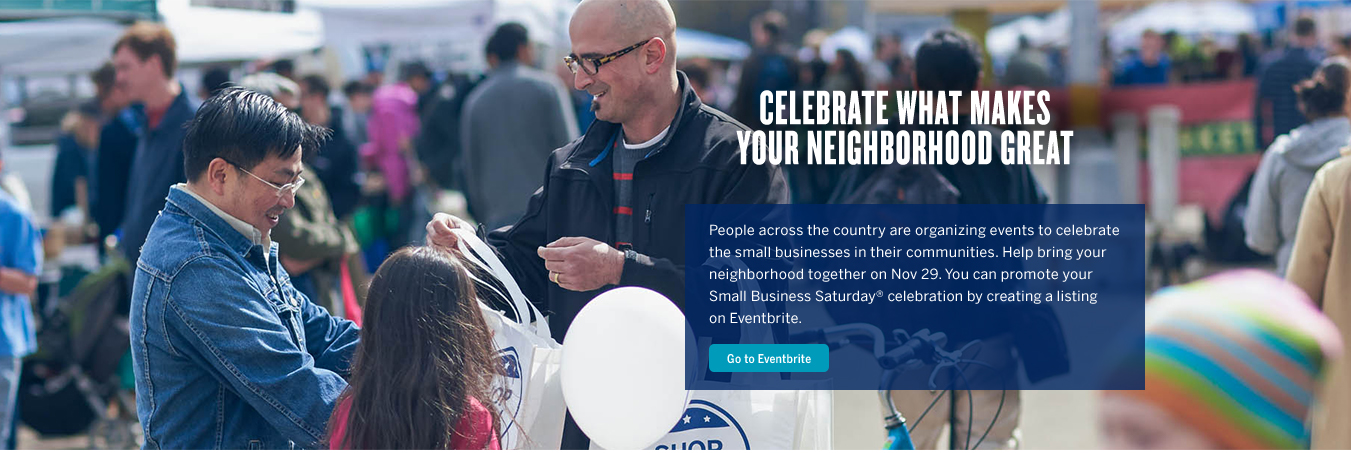 CELEBRATE WHAT MAKES
YOUR NEIGHBORHOOD GREAT
People across the country are organizing events to celebrate
the small businesses in their communities. Help bring your
neighborhood together on Nov 29. You can promote your
Small Business Saturday® celebration by creating a listing
on Eventbrite.
Go to Eventbrite
SHOP